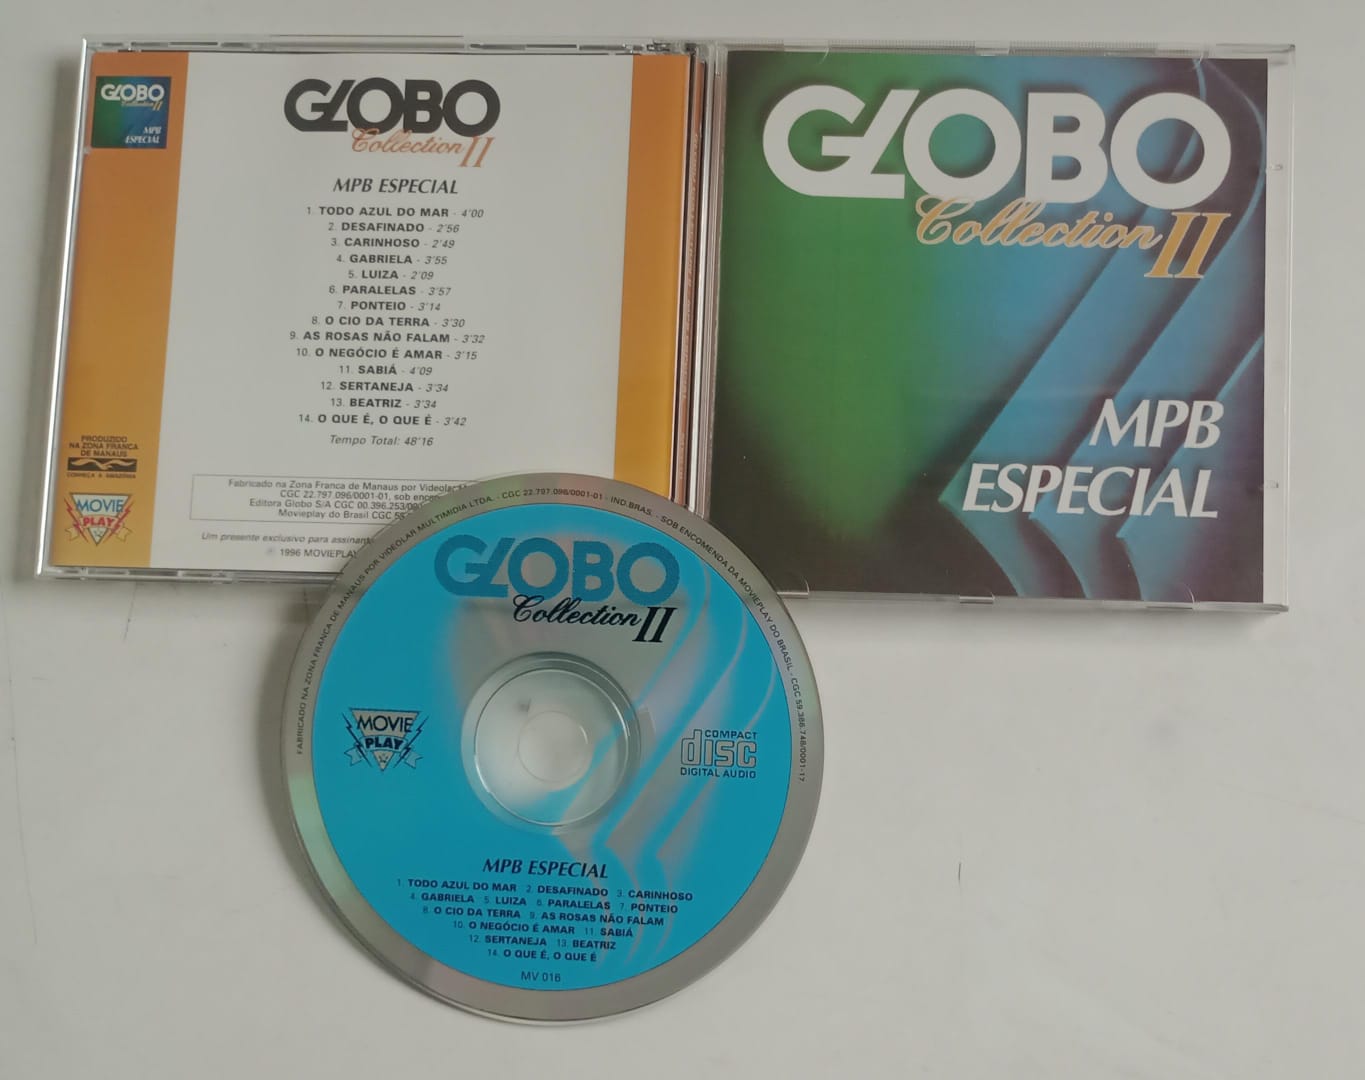 GLOBO
Collection II
MPB
ESPECIAL
GLOBO
Collection II
MPB ESPECIAL
1. TODO AZUL DO MAR - 4'00
2. DESAFINADO - 2'56
3. CARINHOSO - 2'49
4. GABRIELA - 3'55
5. LUIZA - 2'09
6. PARALELAS - 3'57
7. PONTEIO - 3'14
8. O CIO DA TERRA - 3'30
9. AS ROSAS NÃO FALAM - 3'32
10. O NEGÓCIO É AMAR - 3'15
11. SABIÁ - 4'09
12. SERTANEJA - 3'34
13. BEATRIZ - 3'34
14. O QUE É, O QUE É - 3'42
Tempo Total: 48'16
PRODUZIDO
NA ZONA FRANCA
DE MANAUS
CONHEÇA A AMAZÔNIA
MOVIE
PLAY
Fabricado na Zona Franca de Manaus por Videolar
CGC 22.797.096/0001-01, sob
Editora Globo S/A CGC 00.396.253/
Movieplay do Brasil CGC
Um presente exclusivo para
℗ 1996 MOVIEPLAY
GLOBO
Collection II
MPB
ESPECIAL
FABRICADO NA ZONA FRANCA DE MANAUS POR VIDEOLAR MULTIMIDIA LTDA. - CGC 22.797.096/0001-01 - IND.BRAS. - SOB ENCOMENDA DA MOVIEPLAY DO BRASIL - CGC 59.386.748/0001-17
GLOBO
Collection II
MOVIE
PLAY
COMPACT
disc
DIGITAL AUDIO
MPB ESPECIAL
1. TODO AZUL DO MAR 2. DESAFINADO 3. CARINHOSO
4. GABRIELA 5. LUIZA 6. PARALELAS 7. PONTEIO
8. O CIO DA TERRA 9. AS ROSAS NÃO FALAM
10. O NEGÓCIO É AMAR 11. SABIÁ
12. SERTANEJA 13. BEATRIZ
14. O QUE É, O QUE É
MV 016